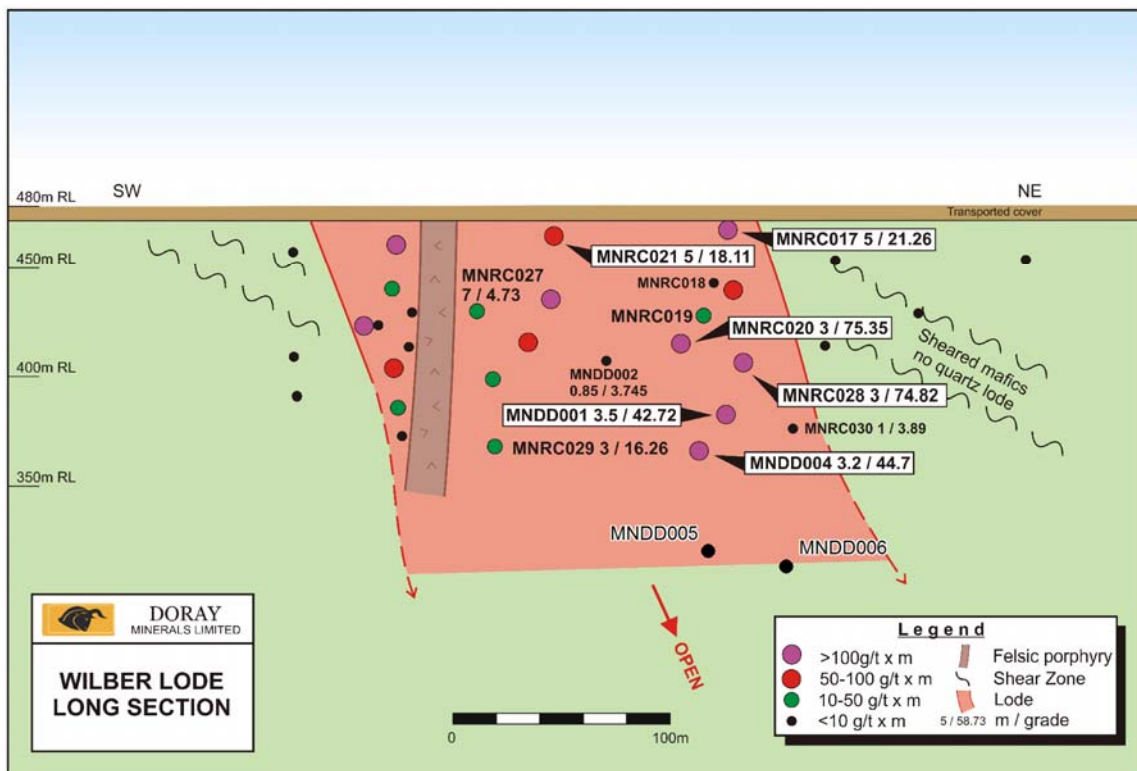 SW
NE
480m RL
Transported cover
MNRC017 5 / 21.26
MNRC021 5 / 18.11
450m RL
MNRC027
7 / 4.73
MNRC018
MNRC019
MNRC020 3 / 75.35
Sheared mafics
no quartz lode
400m RL
MNDD002
0.85 / 3.745
MNRC028 3 / 74.82
MNDD001 3.5 / 42.72
MNRC030 1 / 3.89
MNRC029 3 / 16.26
MNDD004 3.2 / 44.7
350m RL
MNDD005
MNDD006
OPEN
DORAY
MINERALS LIMITED
WILBER LODE
LONG SECTION
0
100m
Legend
>100g/t x m
Felsic porphyry
50-100 g/t x m
Shear Zone
10-50 g/t x m
Lode
<10 g/t x m
5 / 58.73
m / grade